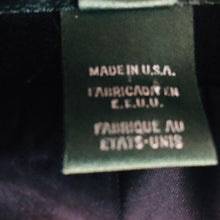 MADE IN U.S.A.
FABRICADO EN
E.E.U.U.
FABRIQUE AU
ETATS-UNIS